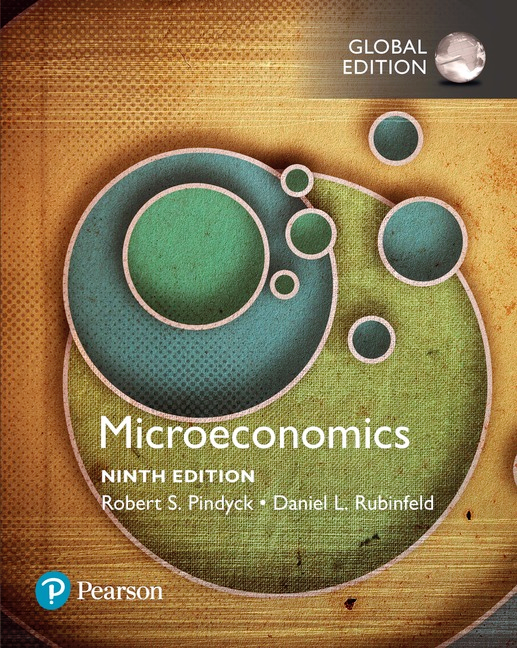 GLOBAL
EDITION
Microeconomics
NINTH EDITION
Robert S. Pindyck • Daniel L. Rubinfeld
P Pearson